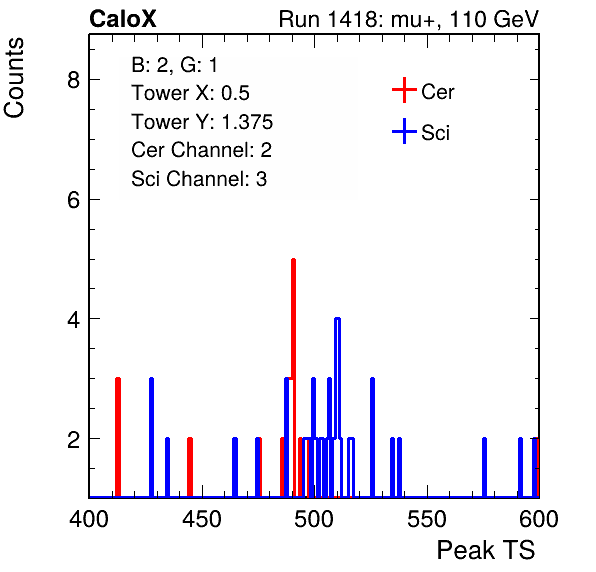 CaloX Run 1418: mu+, 110 GeV
Counts
B: 2, G: 1
Tower X: 0.5
Tower Y: 1.375
Cer Channel: 2
Sci Channel: 3
Cer
Sci
8
6
4
2
400 450 500 550 600
Peak TS